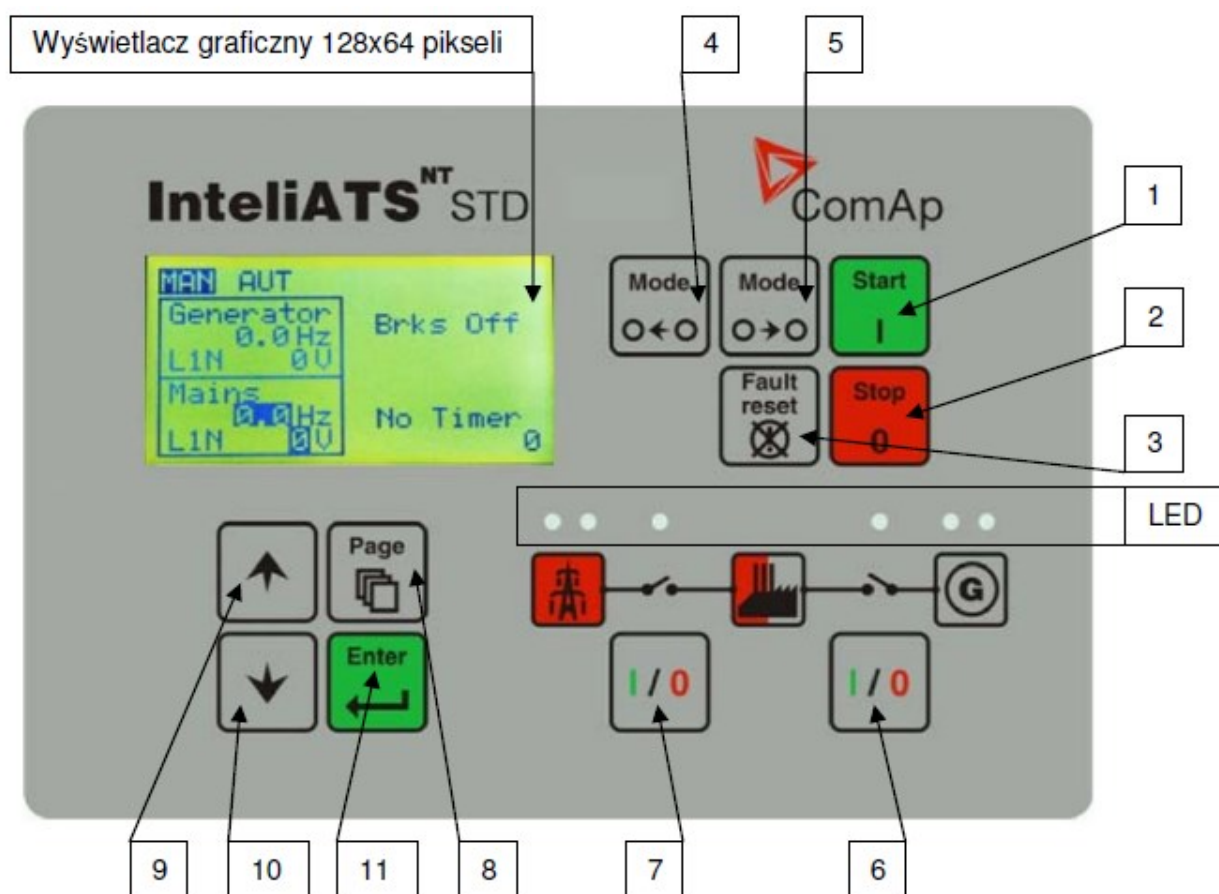 Wyświetlacz graficzny 128x64 pikseli
4
5
InteliATS NT STD
ComAp
1
MAN AUT
Generator
0.0Hz
L1N 0V
Brks Off
Mains
0.0Hz
L1N 0V
No Timer
0
Mode
Mode
Start
I
2
Fault
reset
Stop
0
3
LED
Page
Enter
G
I / 0
I / 0
9
10
11
8
7
6